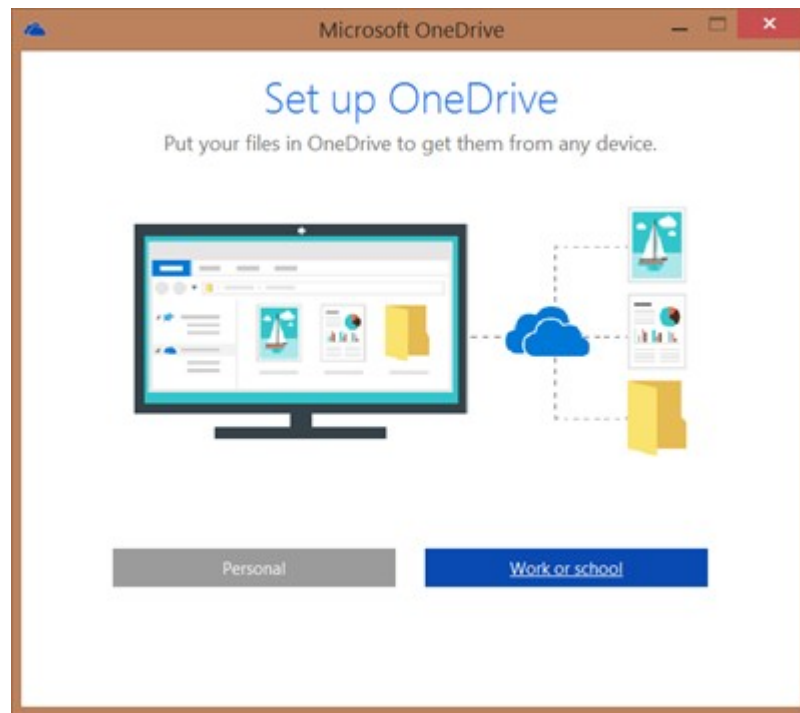 Microsoft OneDrive
Set up OneDrive
Put your files in OneDrive to get them from any device.
Personal
Work or school